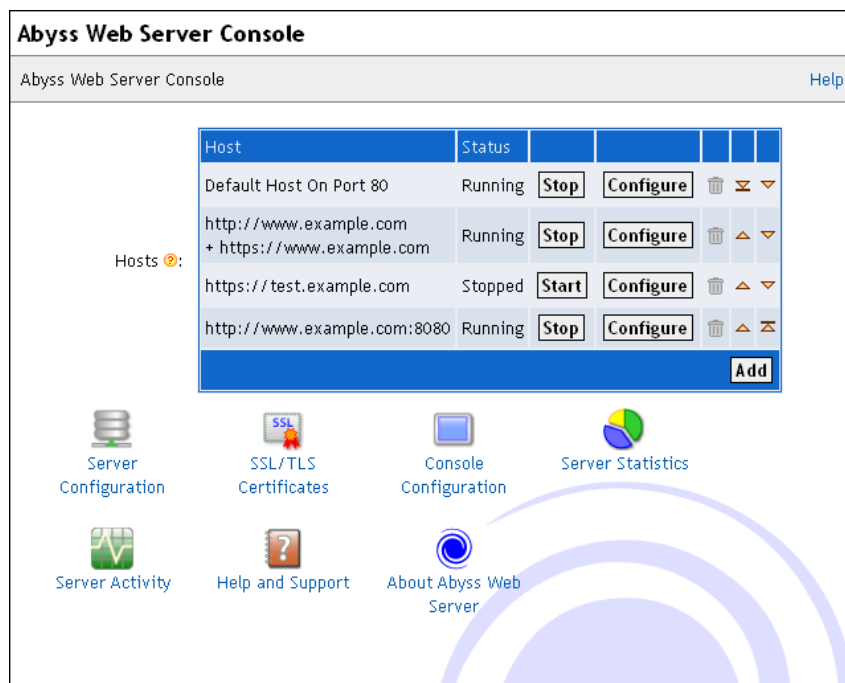 Abyss Web Server Console
Abyss Web Server Console Help
Host Status
Default Host On Port 80 Running Stop Configure
http://www.example.com
+ https://www.example.com Running Stop Configure
Hosts ?:
https://test.example.com Stopped Start Configure
http://www.example.com:8080 Running Stop Configure
Add
SSL
Server Configuration
SSL/TLS Certificates
Console Configuration
Server Statistics
?
Server Activity
Help and Support
About Abyss Web Server